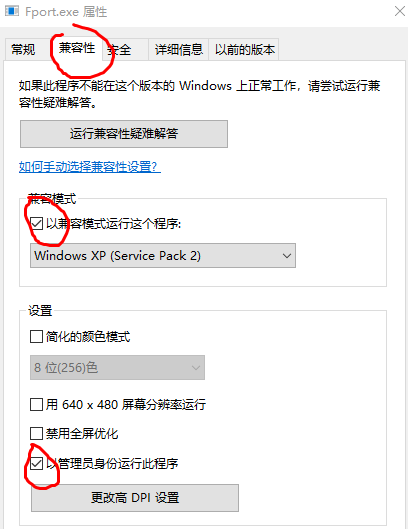 Fport.exe 属性
常规
兼容性
安全
详细信息
以前的版本
如果此程序不能在这个版本的 Windows 上正常工作，请尝试运行兼
容性疑难解答。
运行兼容性疑难解答
如何手动选择兼容性设置？
兼容模式
以兼容模式运行这个程序:
Windows XP (Service Pack 2)
设置
简化的颜色模式
8 位(256)色
用 640 x 480 屏幕分辨率运行
禁用全屏优化
以管理员身份运行此程序
更改高 DPI 设置